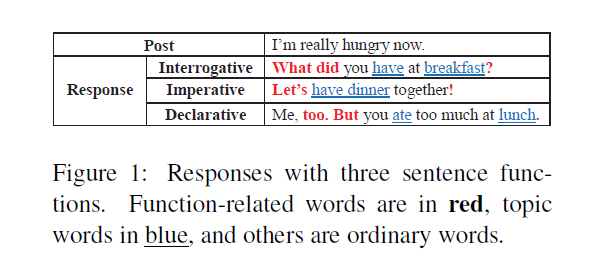 Post I'm really hungry now.
Interrogative What did you have at breakfast?
Response Imperative Let's have dinner together!
Declarative Me, too. But you ate too much at lunch.
Figure 1: Responses with three sentence func-
tions. Function-related words are in red, topic
words in blue, and others are ordinary words.